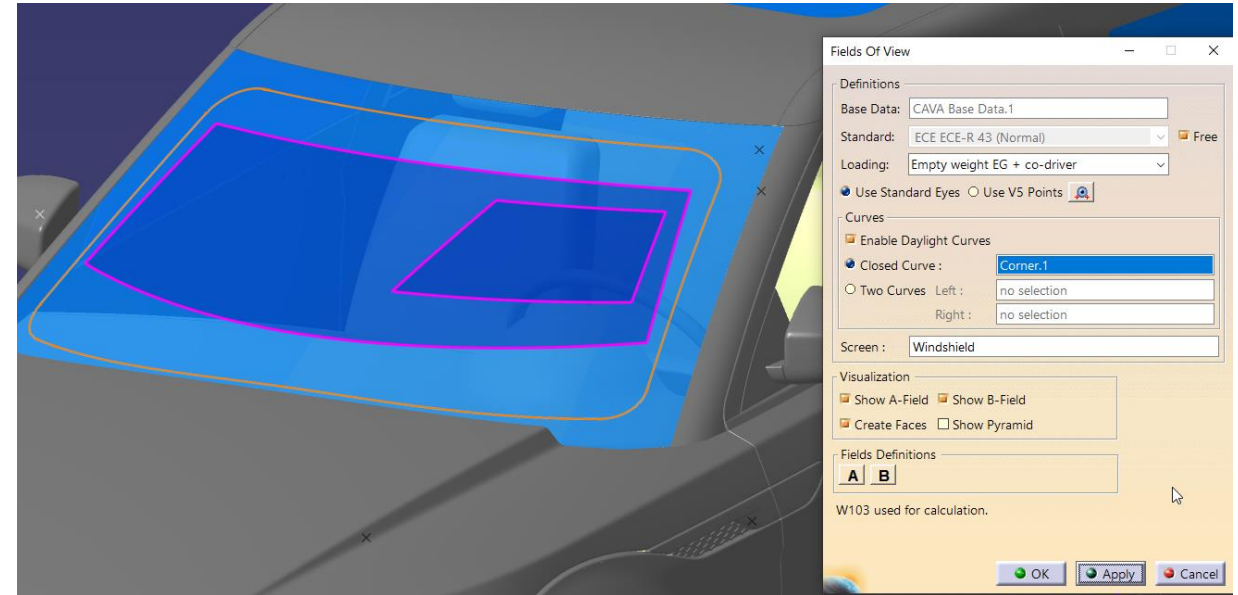 Fields Of View
Definitions
Base Data: CAVA Base Data.1
Standard: ECE ECE-R 43 (Normal) Free
Loading: Empty weight EG + co-driver
Use Standard Eyes Use V5 Points
Curves
Enable Daylight Curves
Closed Curve : Corner.1
Two Curves Left : no selection
Right : no selection
Screen : Windshield
Visualization
Show A-Field Show B-Field
Create Faces Show Pyramid
Fields Definitions
A B
W103 used for calculation.
OK Apply Cancel